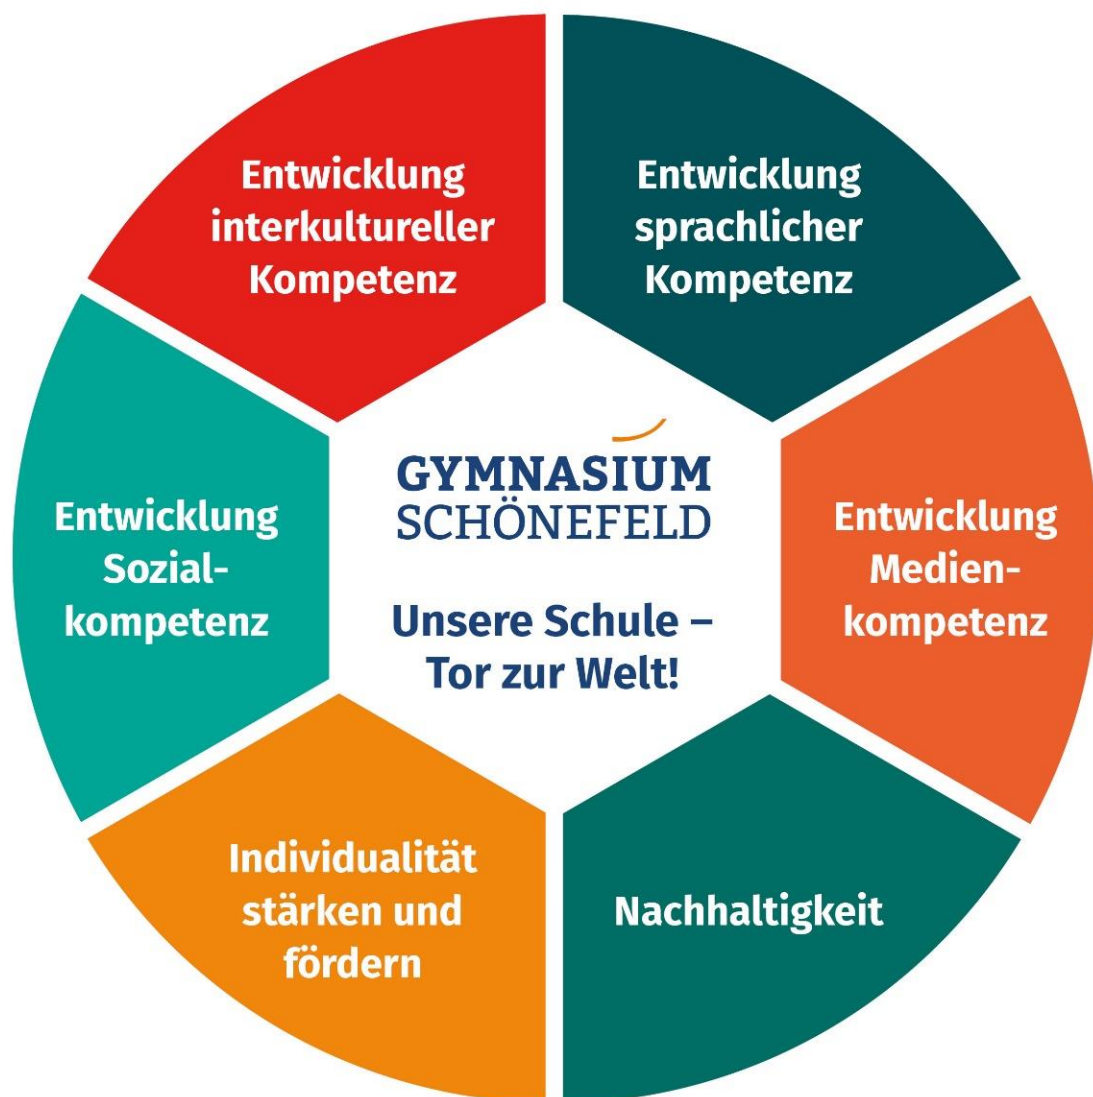 Entwicklung
interkultureller
Kompetenz
Entwicklung
sprachlicher
Kompetenz
Entwicklung
Sozial-
kompetenz
GYMNASIUM
SCHÖNEFELD
Unsere Schule –
Tor zur Welt!
Entwicklung
Medien-
kompetenz
Individualität
stärken und
fördern
Nachhaltigkeit